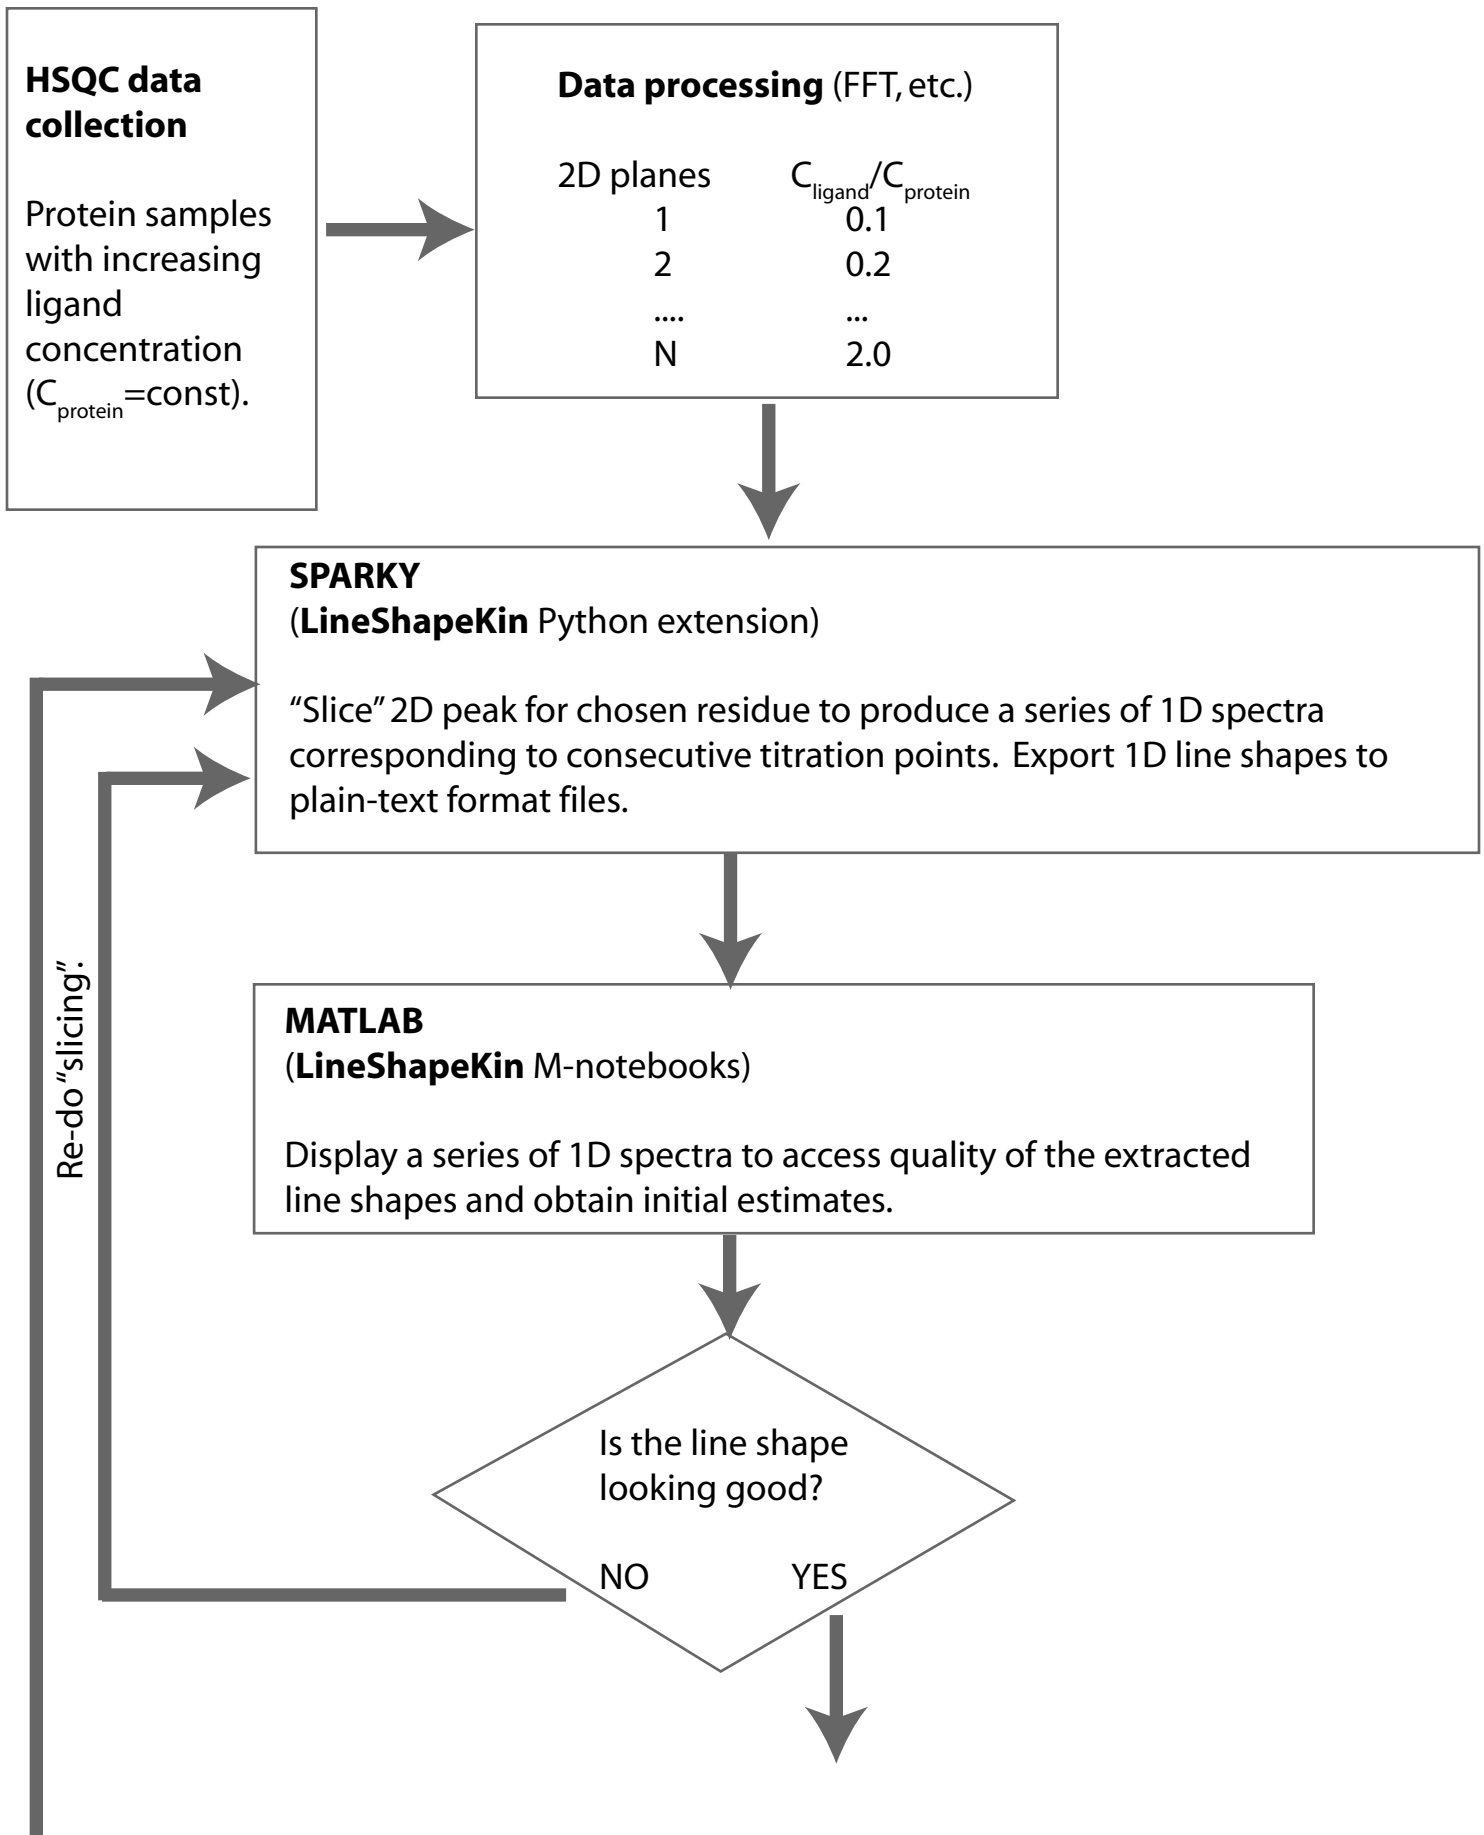 HSQC data
collection
Protein samples
with increasing
ligand
concentration
(Cprotein=const).
Data processing (FFT, etc.)
2D planes Cligand/Cprotein
1 0.1
2 0.2
.... ...
N 2.0
SPARKY
(LineShapeKin Python extension)
“Slice” 2D peak for chosen residue to produce a series of 1D spectra
corresponding to consecutive titration points. Export 1D line shapes to
plain-text format files.
Re-do “slicing”.
MATLAB
(LineShapeKin M-notebooks)
Display a series of 1D spectra to access quality of the extracted
line shapes and obtain initial estimates.
Is the line shape
looking good?
NO YES